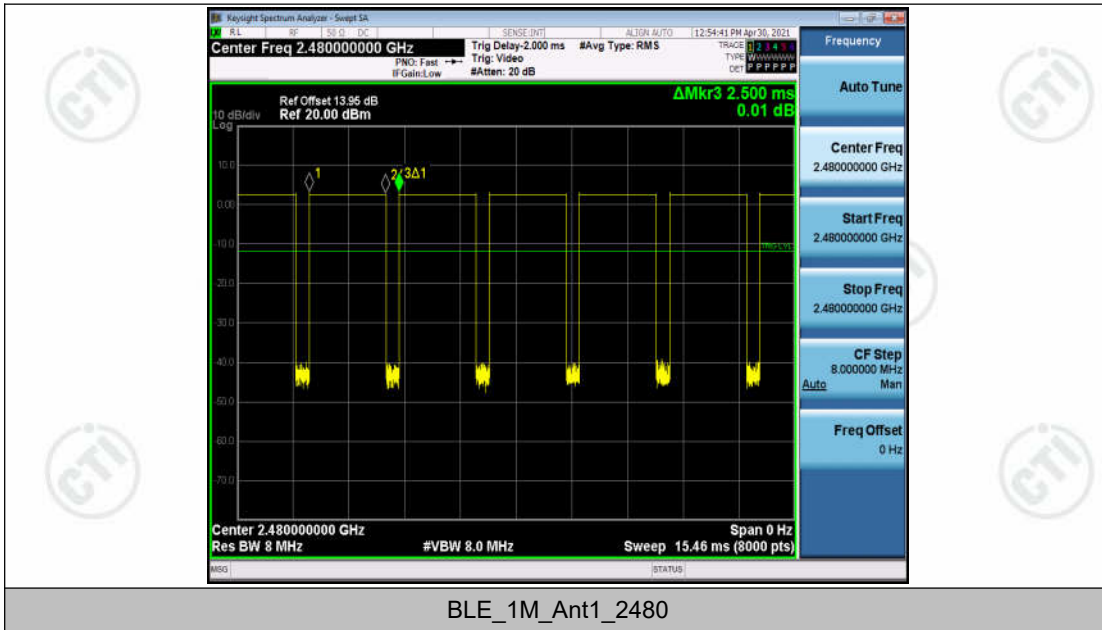 Keysight Spectrum Analyzer - Swept SA
RL RF 50 Ω DC SENSE:INT ALIGN AUTO 12:54:41 PM Apr 30, 2021
Center Freq 2.480000000 GHz
PNO: Fast
IFGain:Low
Trig Delay-2.000 ms
Trig: Video
#Atten: 20 dB
#Avg Type: RMS
TRACE 1 2 3 4 5 6
TYPE WWWWWW
DET P P P P P P
Ref Offset 13.95 dB
10 dB/div Ref 20.00 dBm
Log
ΔMkr3 2.500 ms
0.01 dB
10.0
0.00
-10.0
-20.0
-30.0
-40.0
-50.0
-60.0
-70.0
1
2
3Δ1
TRIG LVL
Center 2.480000000 GHz
Span 0 Hz
Res BW 8 MHz
#VBW 8.0 MHz
Sweep 15.46 ms (8000 pts)
MSG
STATUS
Frequency
Auto Tune
Center Freq
2.480000000 GHz
Start Freq
2.480000000 GHz
Stop Freq
2.480000000 GHz
CF Step
8.000000 MHz
Auto Man
Freq Offset
0 Hz
CTI
CTI
CTI
CTI
BLE_1M_Ant1_2480